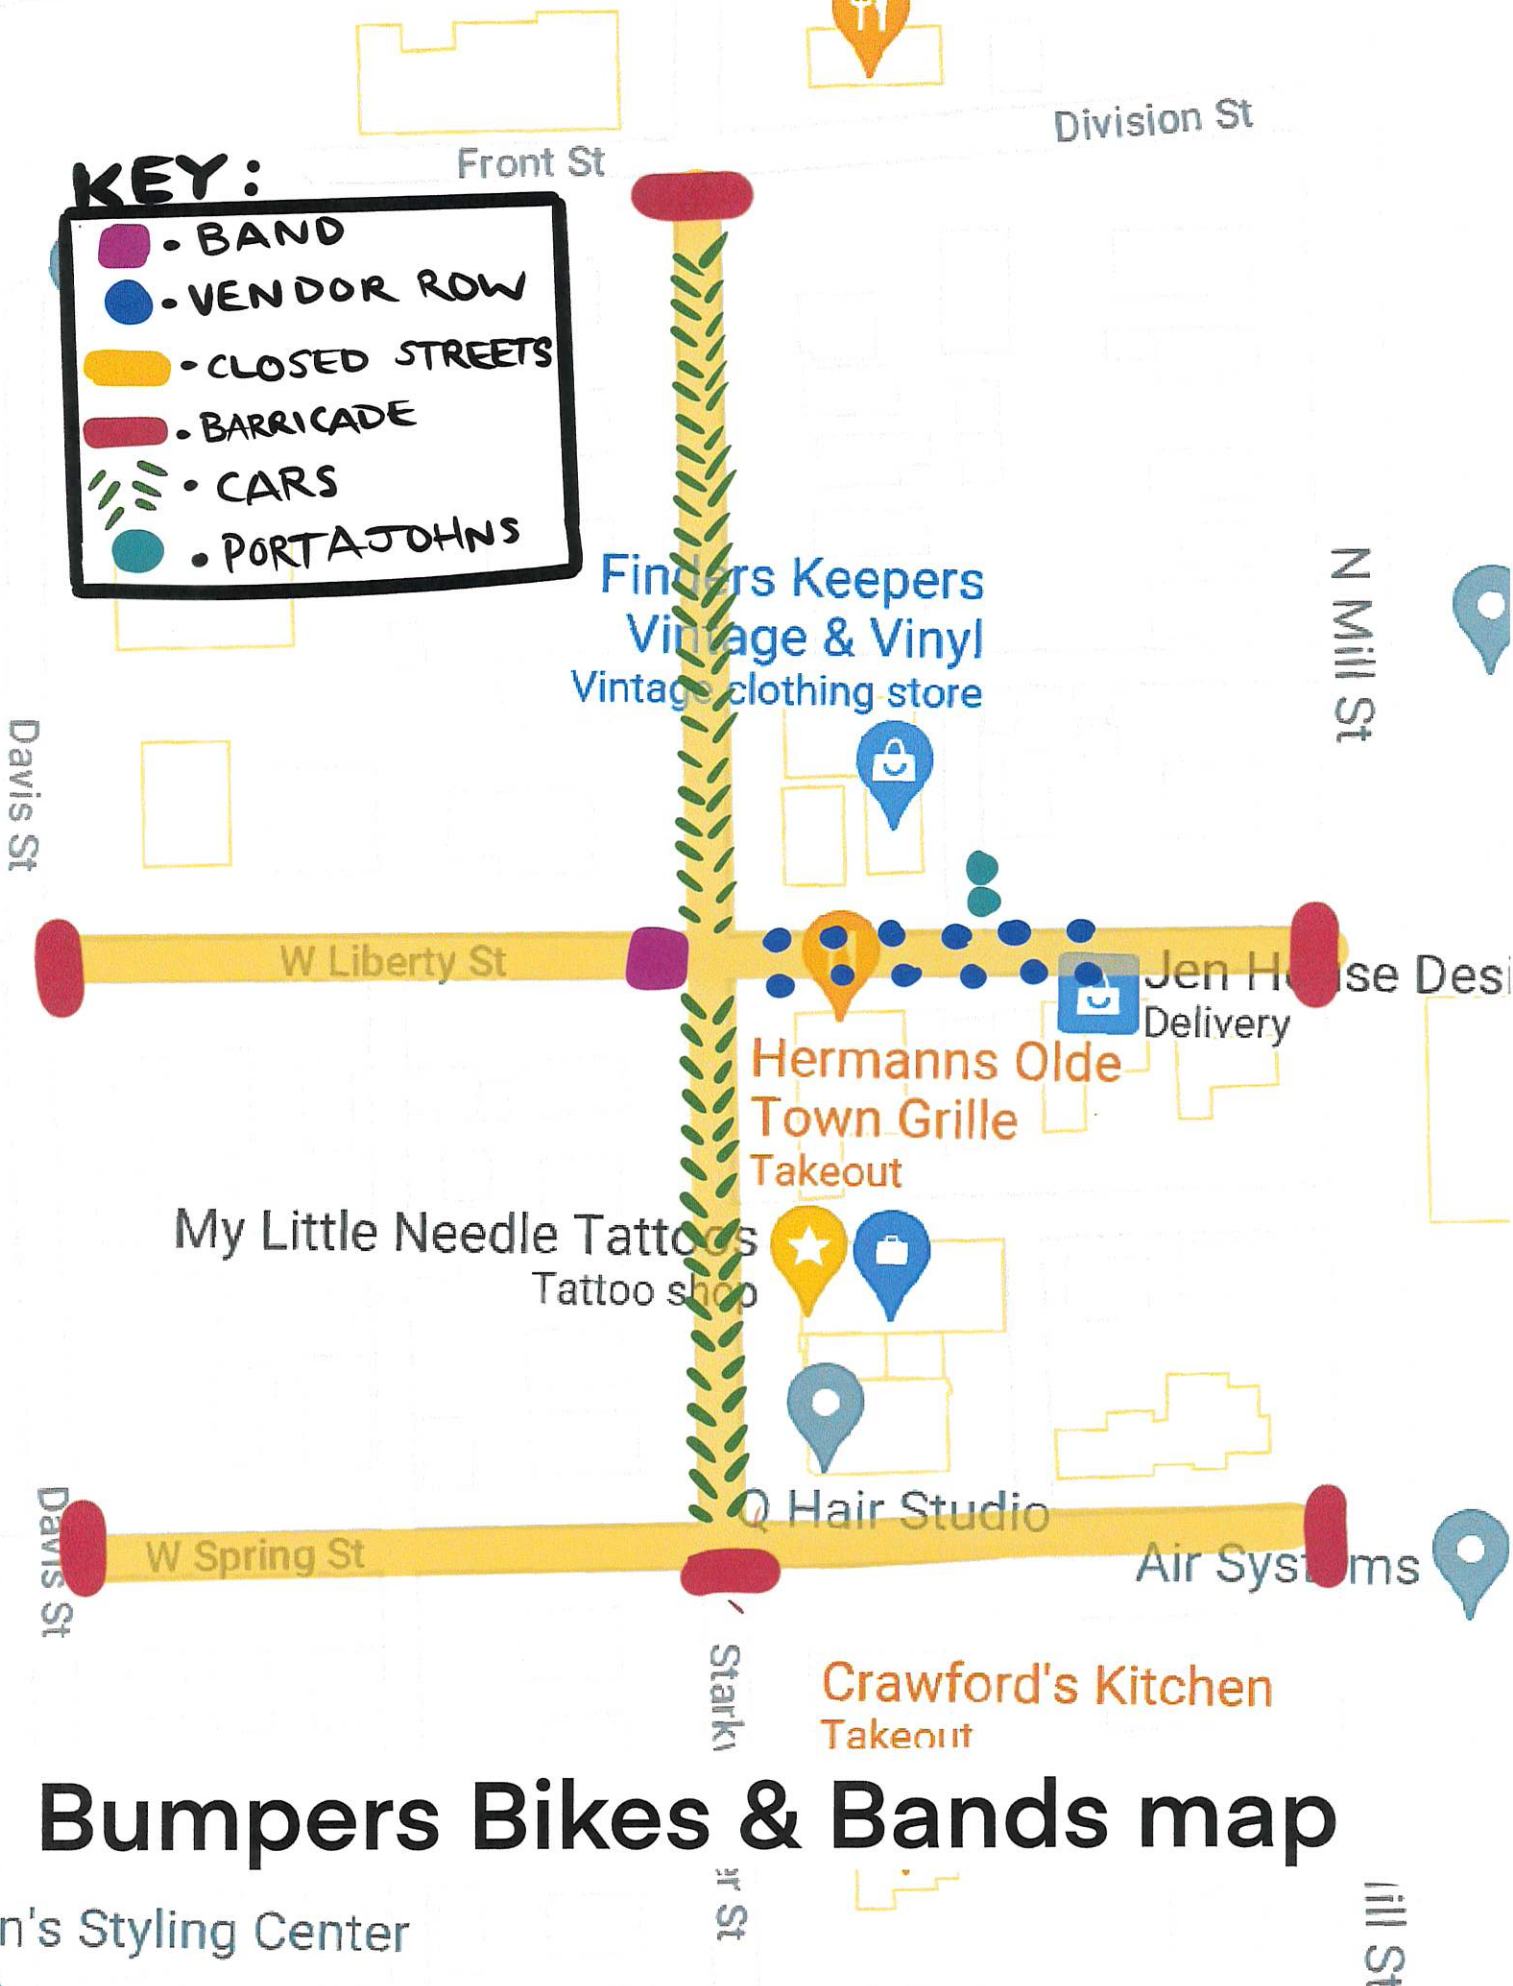 Division St
Front St
KEY:
• BAND
• VENDOR ROW
• CLOSED STREETS
• BARRICADE
• CARS
• PORTAJOHNS
Finders Keepers
Vintage & Vinyl
Vintage clothing store
N Mill St
Davis St
W Liberty St
Jen House Desi
Delivery
Hermanns Olde
Town Grille
Takeout
My Little Needle Tattoos
Tattoo shop
Q Hair Studio
Davis St
W Spring St
Air Systems
Stark
Crawford's Kitchen
Takeout
Bumpers Bikes & Bands map
ar St
n's Styling Center
ill St